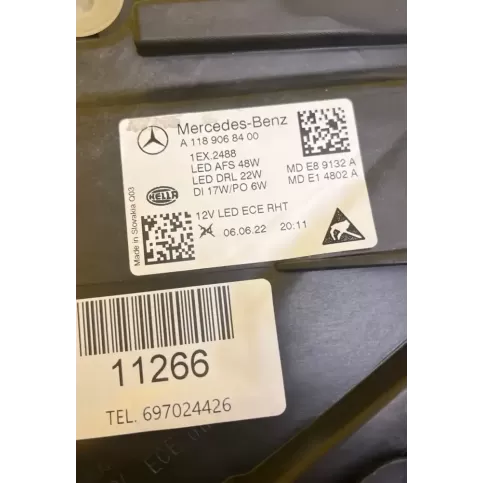 Mercedes-Benz
A 118 906 84 00
1EX.2488
LED AFS 48W
LED DRL 22W
DI 17W/PO 6W
MD E8 9132 A
MD E1 4802 A
HELLA
12V LED ECE RHT
06.06.22 20:11
Made in Slovakia O03
11266
TEL. 697024426
ECE